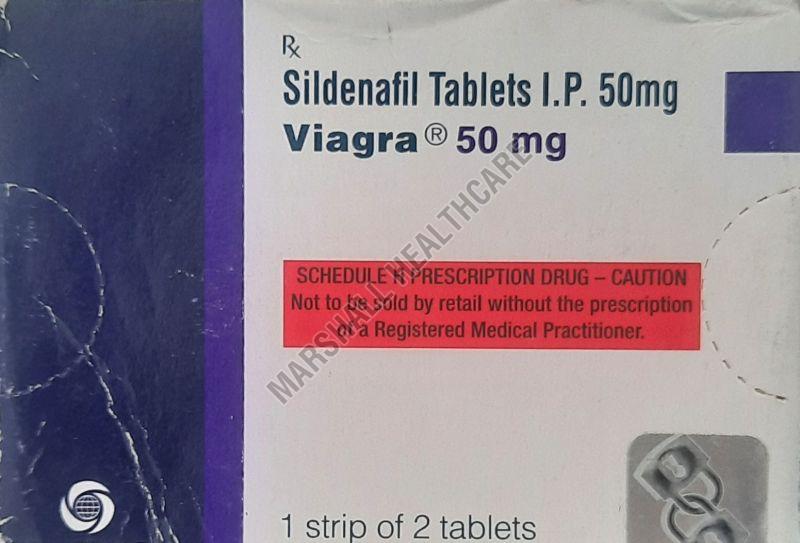 Rx
Sildenafil Tablets I.P. 50mg
Viagra® 50 mg
SCHEDULE H PRESCRIPTION DRUG – CAUTION
Not to be sold by retail without the prescription
of a Registered Medical Practitioner.
MARSHALL HEALTHCARE
1 strip of 2 tablets